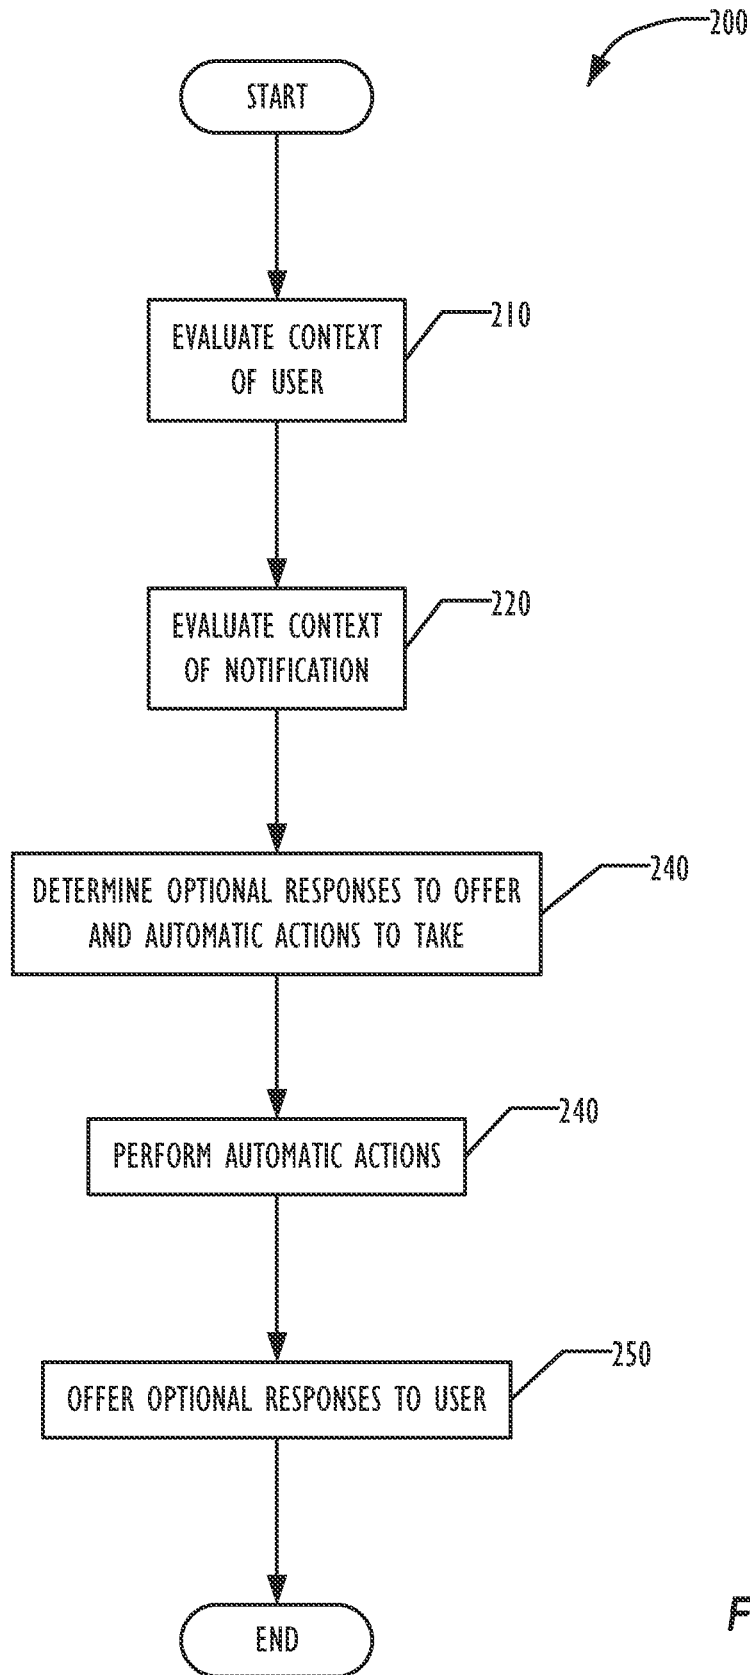 200
START
EVALUATE CONTEXT
OF USER
210
EVALUATE CONTEXT
OF NOTIFICATION
220
DETERMINE OPTIONAL RESPONSES TO OFFER
AND AUTOMATIC ACTIONS TO TAKE
240
PERFORM AUTOMATIC ACTIONS
240
OFFER OPTIONAL RESPONSES TO USER
250
END
F